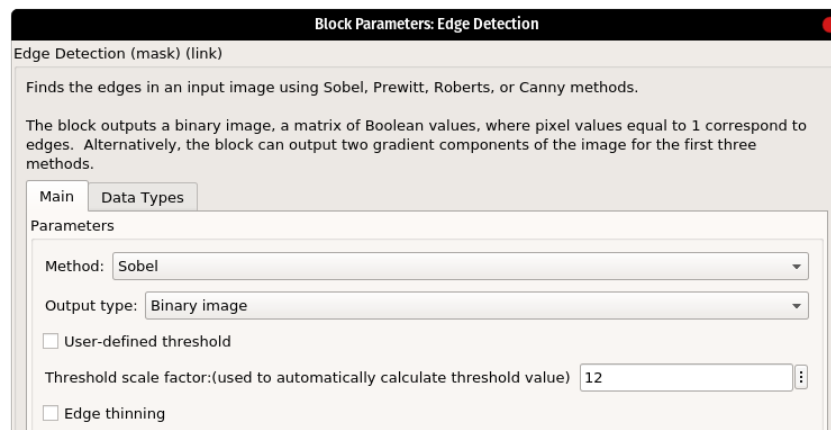 Block Parameters: Edge Detection
Edge Detection (mask) (link)
Finds the edges in an input image using Sobel, Prewitt, Roberts, or Canny methods.
The block outputs a binary image, a matrix of Boolean values, where pixel values equal to 1 correspond to
edges.  Alternatively, the block can output two gradient components of the image for the first three
methods.
Main Data Types
Parameters
Method: Sobel
Output type: Binary image
User-defined threshold
Threshold scale factor:(used to automatically calculate threshold value) 12
Edge thinning